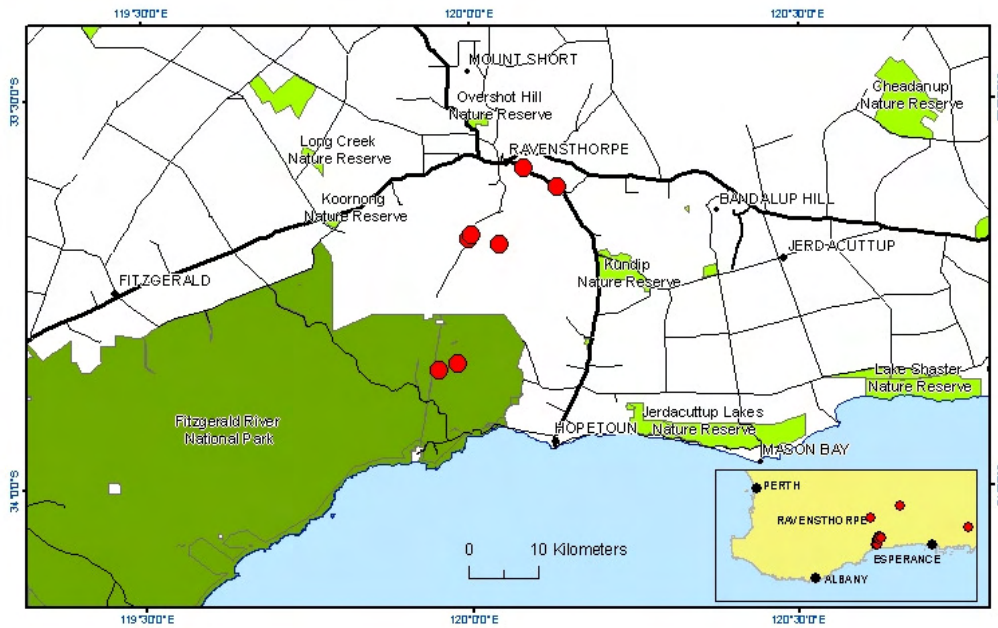 119°30'0"E
120°0'0"E
120°30'0"E
33°30'0"S
MOUNT SHORT
Overshot Hill
Nature Reserve
Cheadanup
Nature Reserve
Long Creek
Nature Reserve
RAVENSTHORPE
Koornong
Nature Reserve
BANDALUP HILL
JERDACUTTUP
FITZGERALD
Kundip
Nature Reserve
Lake Shaster
Nature Reserve
Fitzgerald River
National Park
Jerdacuttup Lakes
Nature Reserve
HOPETOUN
MASON BAY
34°0'0"S
0 10 Kilometers
PERTH
RAVENSTHORPE
ESPERANCE
ALBANY
119°30'0"E
120°0'0"E
120°30'0"E